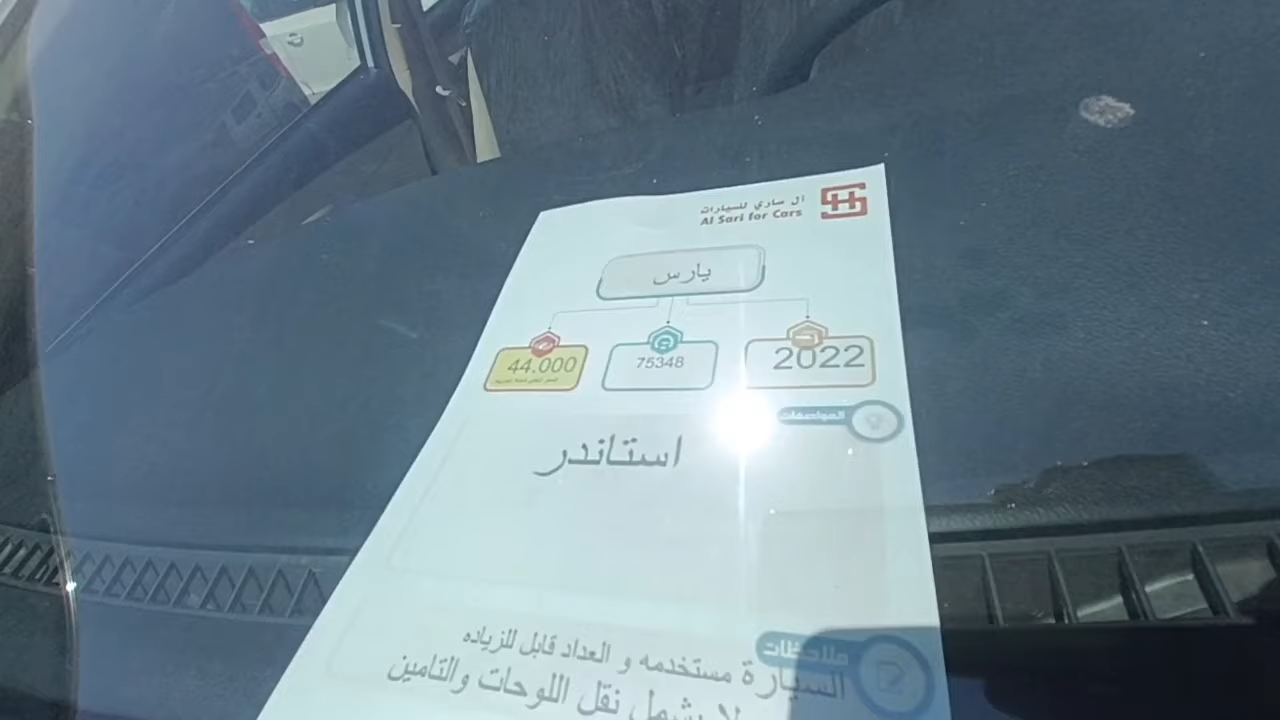 آل ساري للسيارات
Al Sari for Cars
يارس
2022
75348
44.000
المواصفات
استاندر
ملاحظات
السيارة مستخدمه و العداد قابل للزياده
لا يشمل نقل اللوحات والتامين